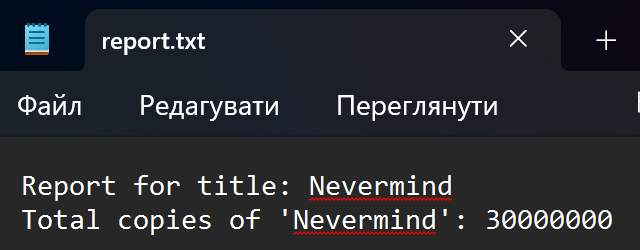 report.txt
Файл Редагувати Переглянути
Report for title: Nevermind
Total copies of 'Nevermind': 30000000